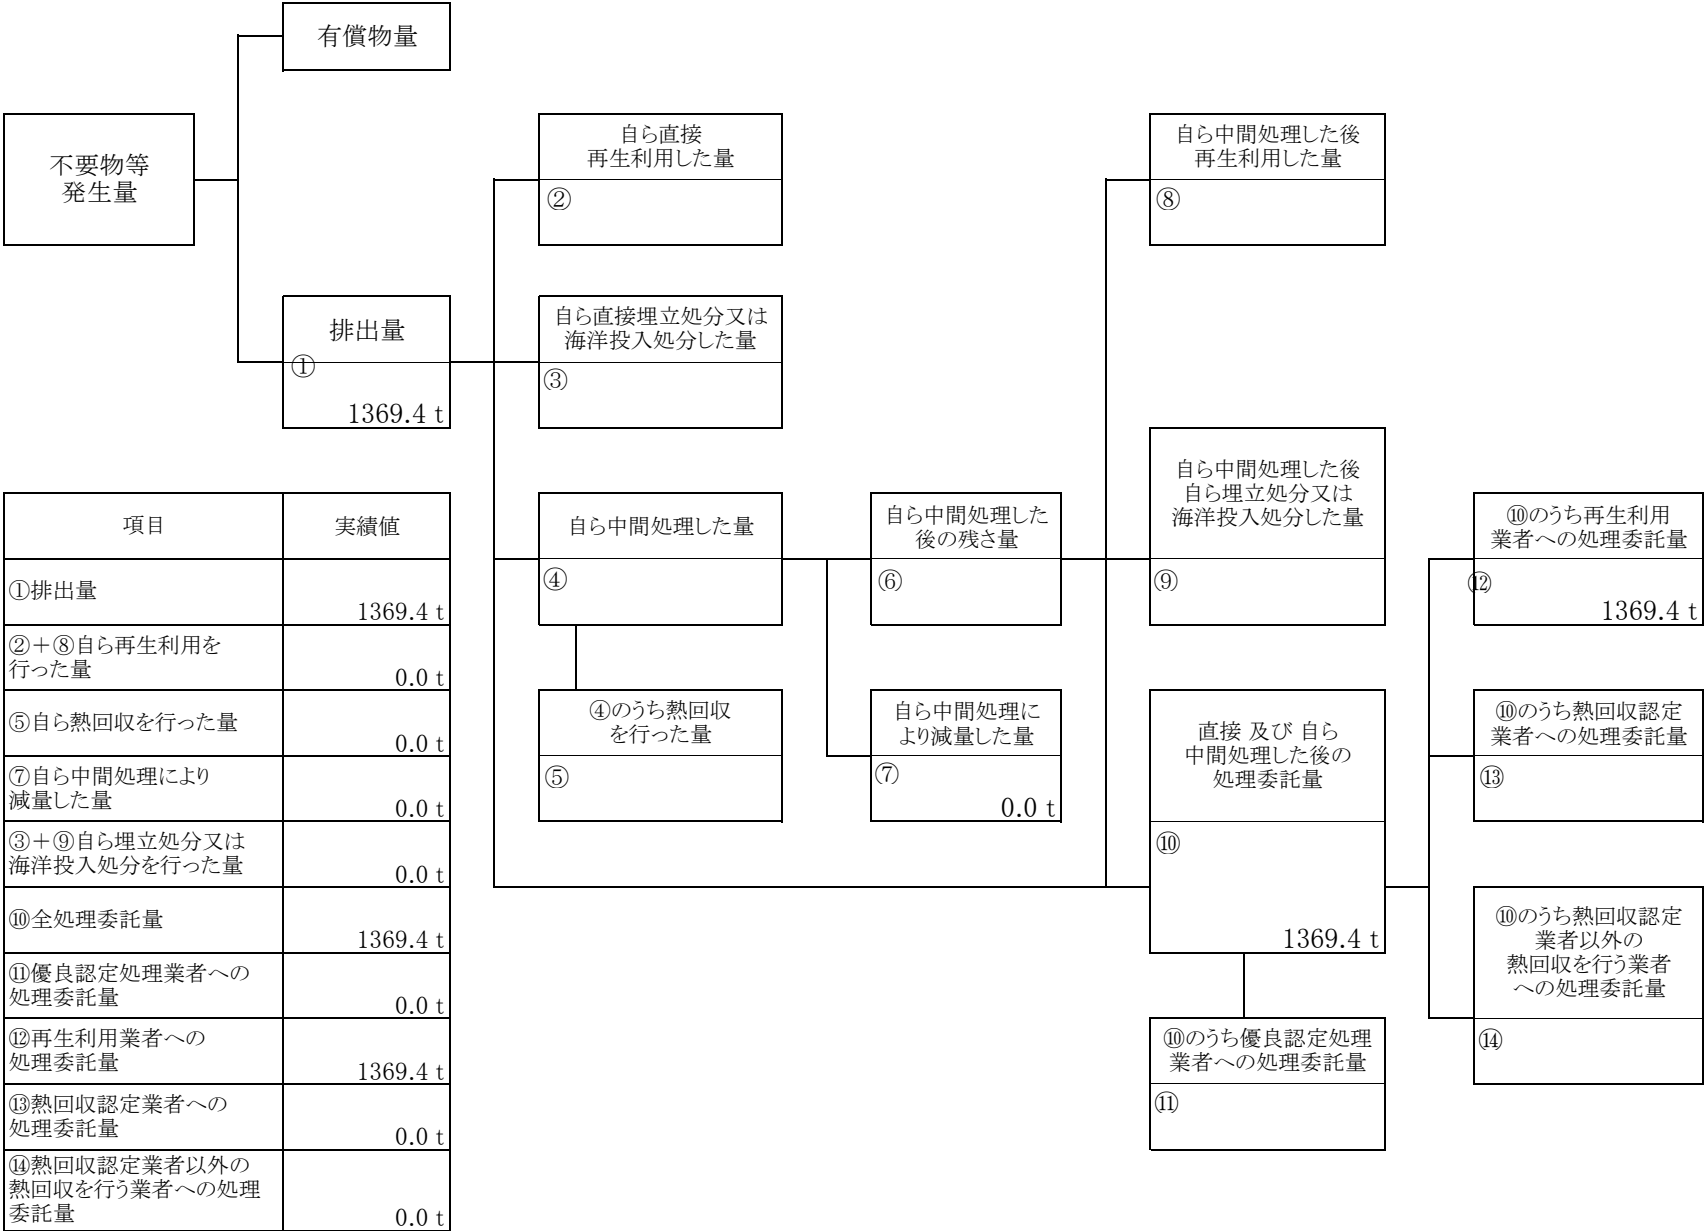 有償物量
不要物等
発生量
排出量
①
1369.4 t
自ら直接
再生利用した量
②
自ら直接埋立処分又は
海洋投入処分した量
③
自ら中間処理した量
④
④のうち熱回収
を行った量
⑤
自ら中間処理した
後の残さ量
⑥
自ら中間処理に
より減量した量
⑦
0.0 t
自ら中間処理した後
再生利用した量
⑧
自ら中間処理した後
自ら埋立処分又は
海洋投入処分した量
⑨
直接 及び 自ら
中間処理した後の
処理委託量
⑩
1369.4 t
⑩のうち優良認定処理
業者への処理委託量
⑪
⑩のうち再生利用
業者への処理委託量
⑫
1369.4 t
⑩のうち熱回収認定
業者への処理委託量
⑬
⑩のうち熱回収認定
業者以外の
熱回収を行う業者
への処理委託量
⑭
項目 実績値
①排出量
1369.4 t
②＋⑧自ら再生利用を
行った量
0.0 t
⑤自ら熱回収を行った量
0.0 t
⑦自ら中間処理により
減量した量
0.0 t
③＋⑨自ら埋立処分又は
海洋投入処分を行った量
0.0 t
⑩全処理委託量
1369.4 t
⑪優良認定処理業者への
処理委託量
0.0 t
⑫再生利用業者への
処理委託量
1369.4 t
⑬熱回収認定業者への
処理委託量
0.0 t
⑭熱回収認定業者以外の
熱回収を行う業者への処理
委託量
0.0 t